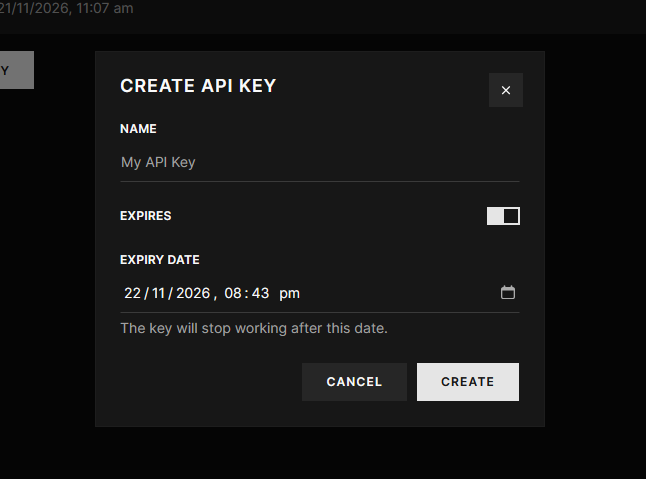 21/11/2026, 11:07 am
Y
CREATE API KEY
NAME
My API Key
EXPIRES
EXPIRY DATE
22/11/2026, 08:43 pm
The key will stop working after this date.
CANCEL
CREATE